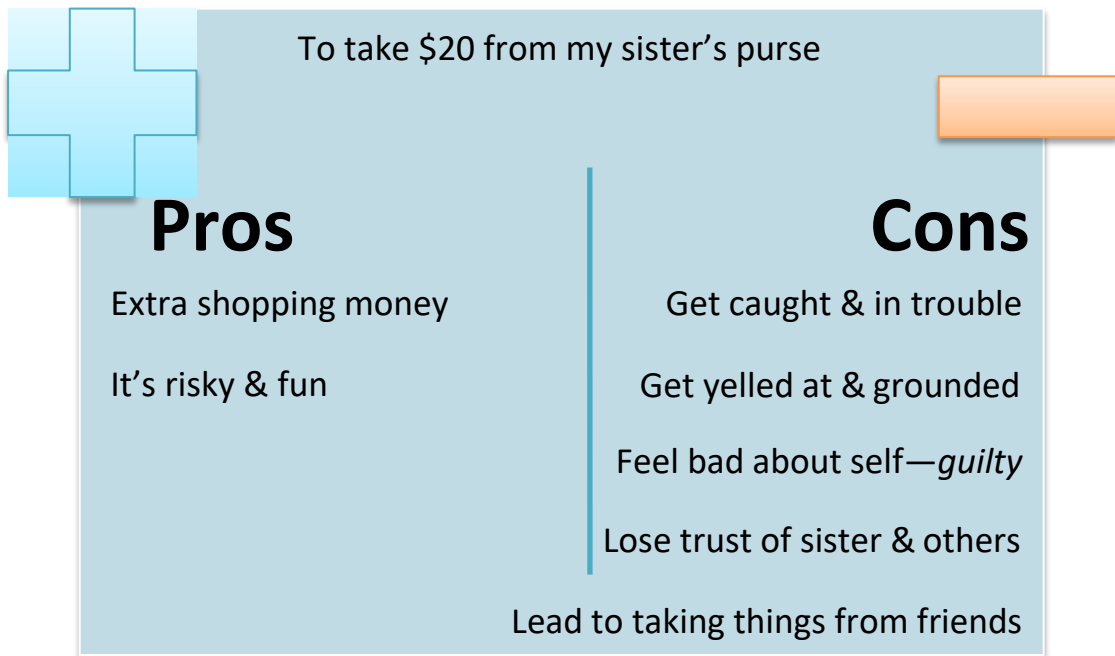 To take $20 from my sister’s purse
Pros
Extra shopping money
It’s risky & fun
Cons
Get caught & in trouble
Get yelled at & grounded
Feel bad about self—guilty
Lose trust of sister & others
Lead to taking things from friends